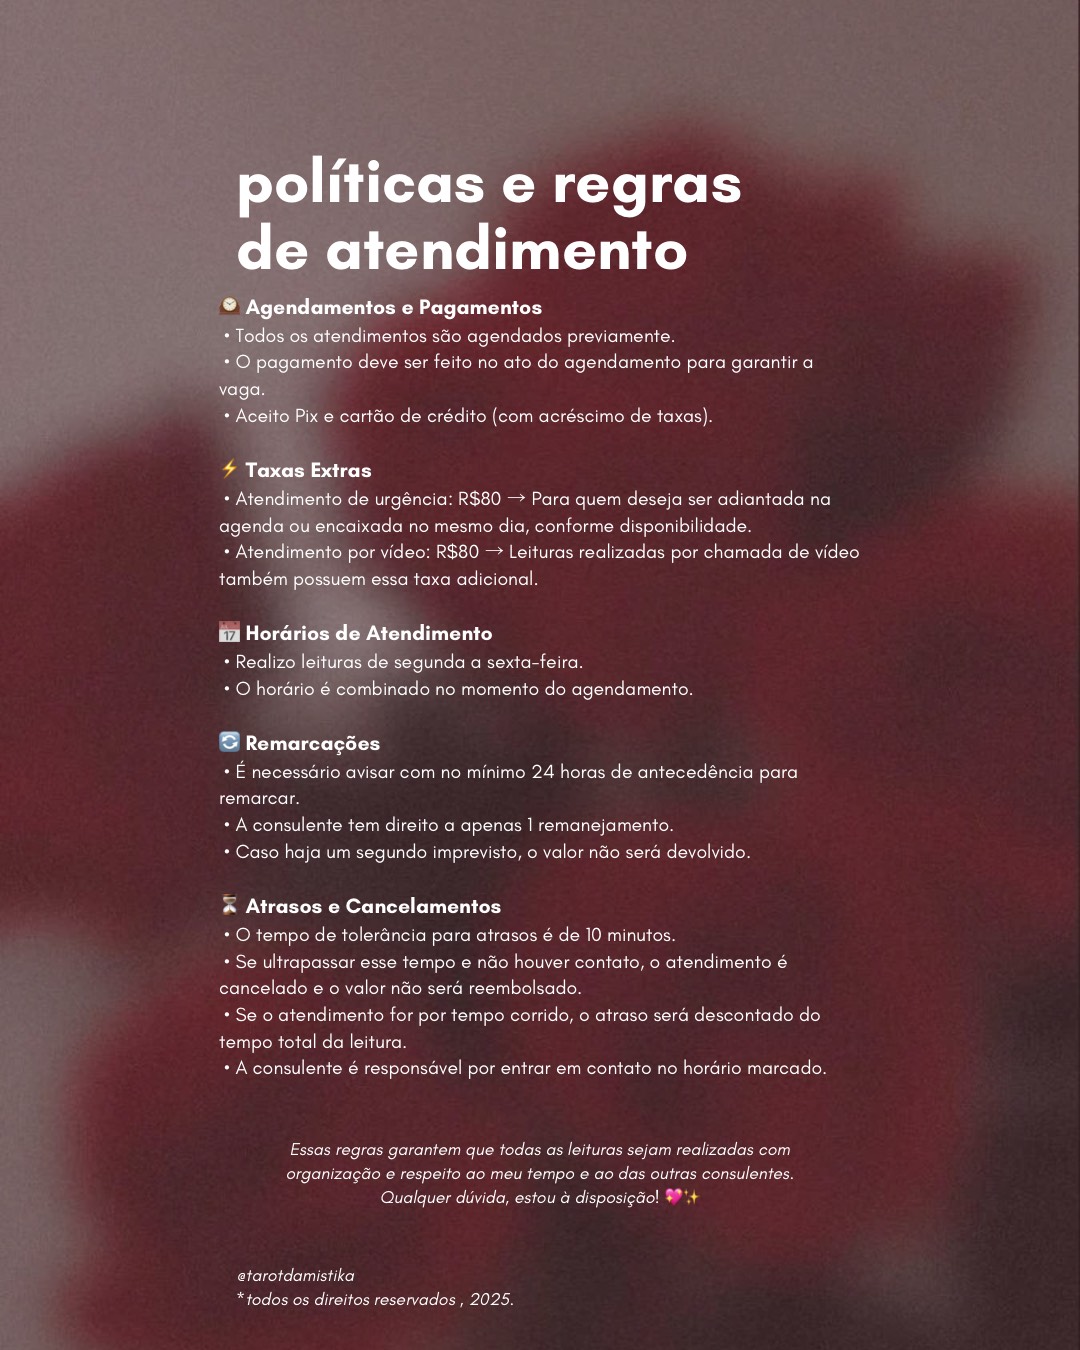 políticas e regras
de atendimento
🕰️ Agendamentos e Pagamentos
• Todos os atendimentos são agendados previamente.
• O pagamento deve ser feito no ato do agendamento para garantir a
vaga.
• Aceito Pix e cartão de crédito (com acréscimo de taxas).
⚡ Taxas Extras
• Atendimento de urgência: R$80 → Para quem deseja ser adiantada na
agenda ou encaixada no mesmo dia, conforme disponibilidade.
• Atendimento por vídeo: R$80 → Leituras realizadas por chamada de vídeo
também possuem essa taxa adicional.
📅 Horários de Atendimento
• Realizo leituras de segunda a sexta-feira.
• O horário é combinado no momento do agendamento.
🔄 Remarcações
• É necessário avisar com no mínimo 24 horas de antecedência para
remarcar.
• A consulente tem direito a apenas 1 remanejamento.
• Caso haja um segundo imprevisto, o valor não será devolvido.
⏳ Atrasos e Cancelamentos
• O tempo de tolerância para atrasos é de 10 minutos.
• Se ultrapassar esse tempo e não houver contato, o atendimento é
cancelado e o valor não será reembolsado.
• Se o atendimento for por tempo corrido, o atraso será descontado do
tempo total da leitura.
• A consulente é responsável por entrar em contato no horário marcado.
Essas regras garantem que todas as leituras sejam realizadas com
organização e respeito ao meu tempo e ao das outras consulentes.
Qualquer dúvida, estou à disposição! 💖✨
@tarotdamistika
*todos os direitos reservados , 2025.